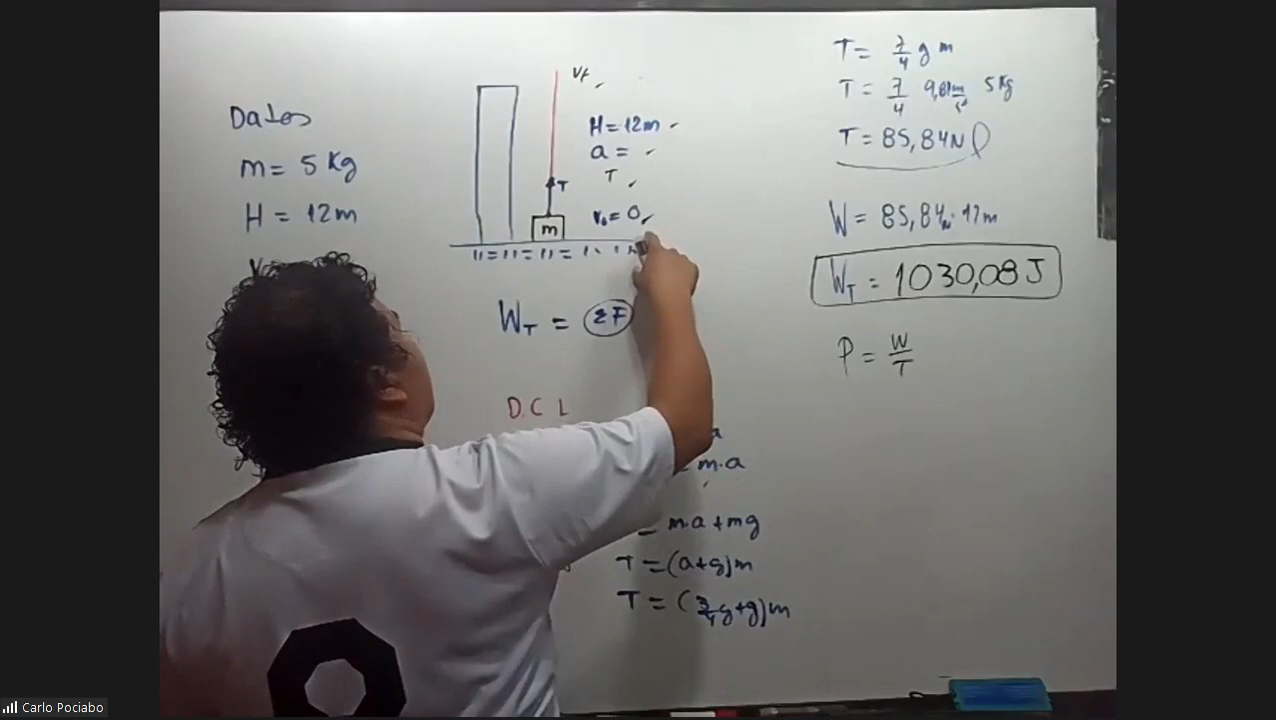 Datos
m = 5 Kg
H = 12m
V
Vf
H = 12m
a =
T
T
V₀ = 0
m
W_T = ΣF
D.C L
a
= m.a
= m.a + mg
T = (a+g)m
T = (3/4 g+g)m
T = 7/4 g m
T = 7/4 9,81m/s² 5Kg
T = 85,84N
W = 85,84N·12m
W_T = 1030,08 J
P = W/T
Carlo Pociabo